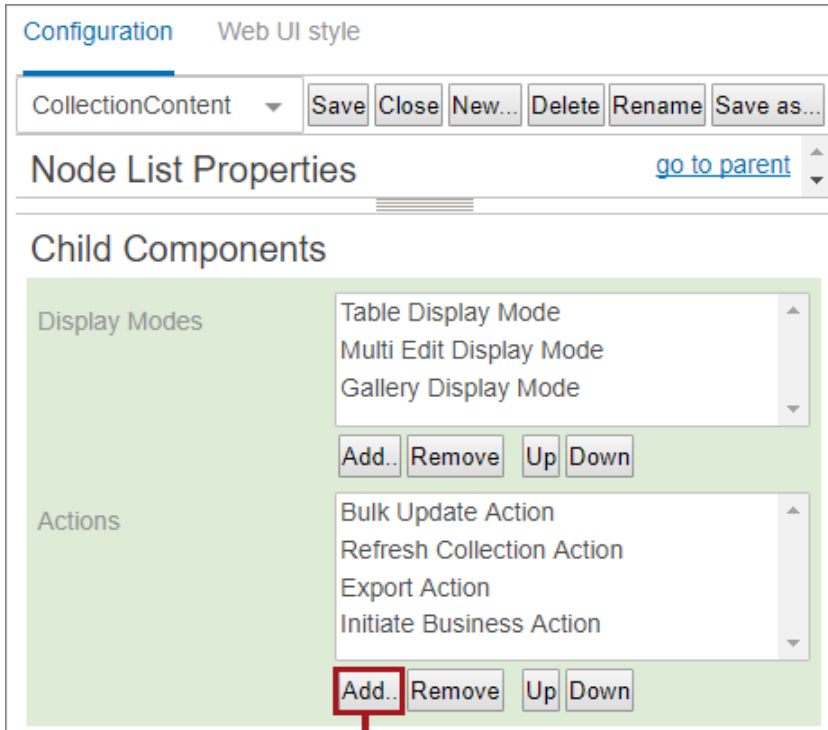 Configuration Web UI style
CollectionContent Save Close New... Delete Rename Save as...
Node List Properties go to parent
Child Components
Display Modes
Table Display Mode
Multi Edit Display Mode
Gallery Display Mode
Add.. Remove Up Down
Actions
Bulk Update Action
Refresh Collection Action
Export Action
Initiate Business Action
Add.. Remove Up Down